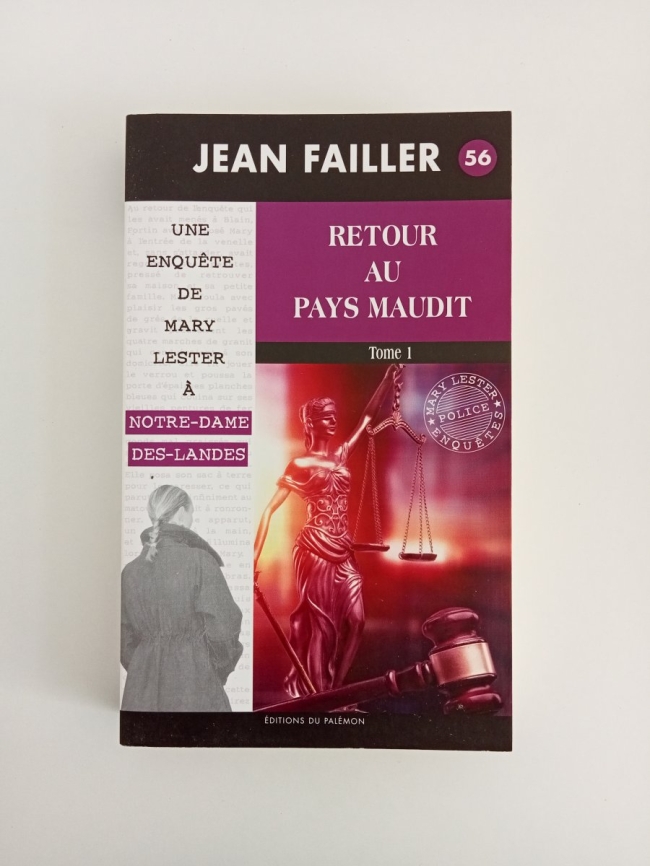 JEAN FAILLER 56
UNE
ENQUÊTE
DE
MARY
LESTER
À
NOTRE-DAME
DES-LANDES
RETOUR
AU
PAYS MAUDIT
Tome 1
MARY LESTER
POLICE
ENQUÊTES
ÉDITIONS DU PALÉMON